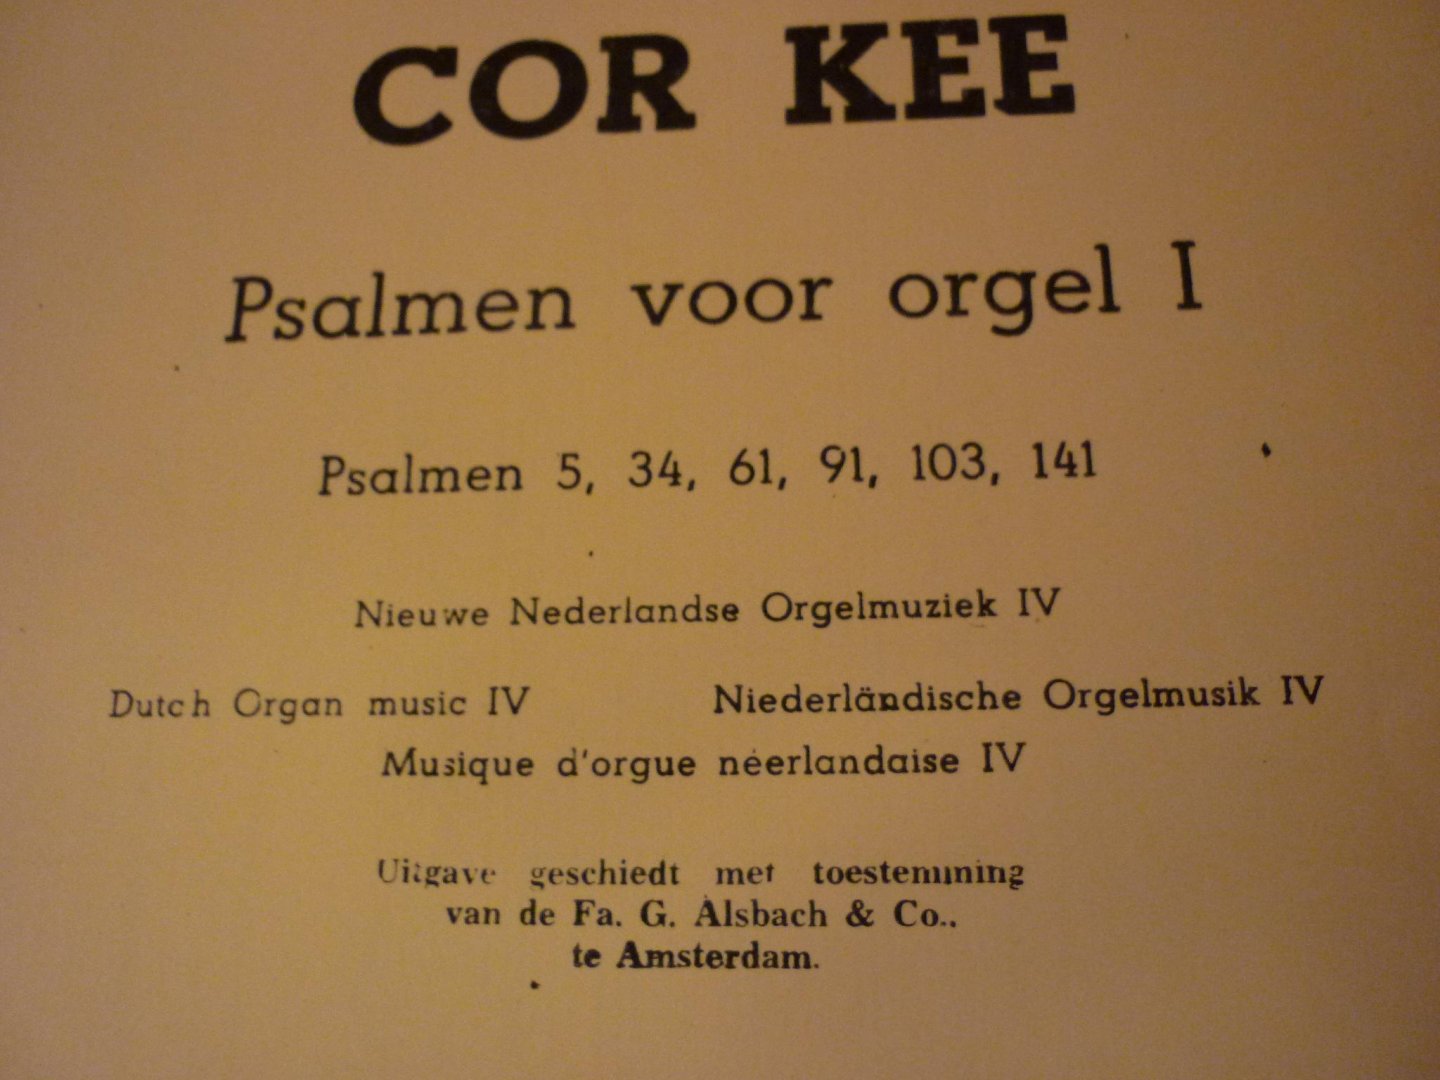 COR KEE
Psalmen voor orgel I
Psalmen 5, 34, 61, 91, 103, 141
Nieuwe Nederlandse Orgelmuziek IV
Dutch Organ music IV Niederländische Orgelmusik IV
Musique d'orgue néerlandaise IV
Uitgave geschiedt met toestemming
van de Fa. G. Alsbach & Co..
te Amsterdam.